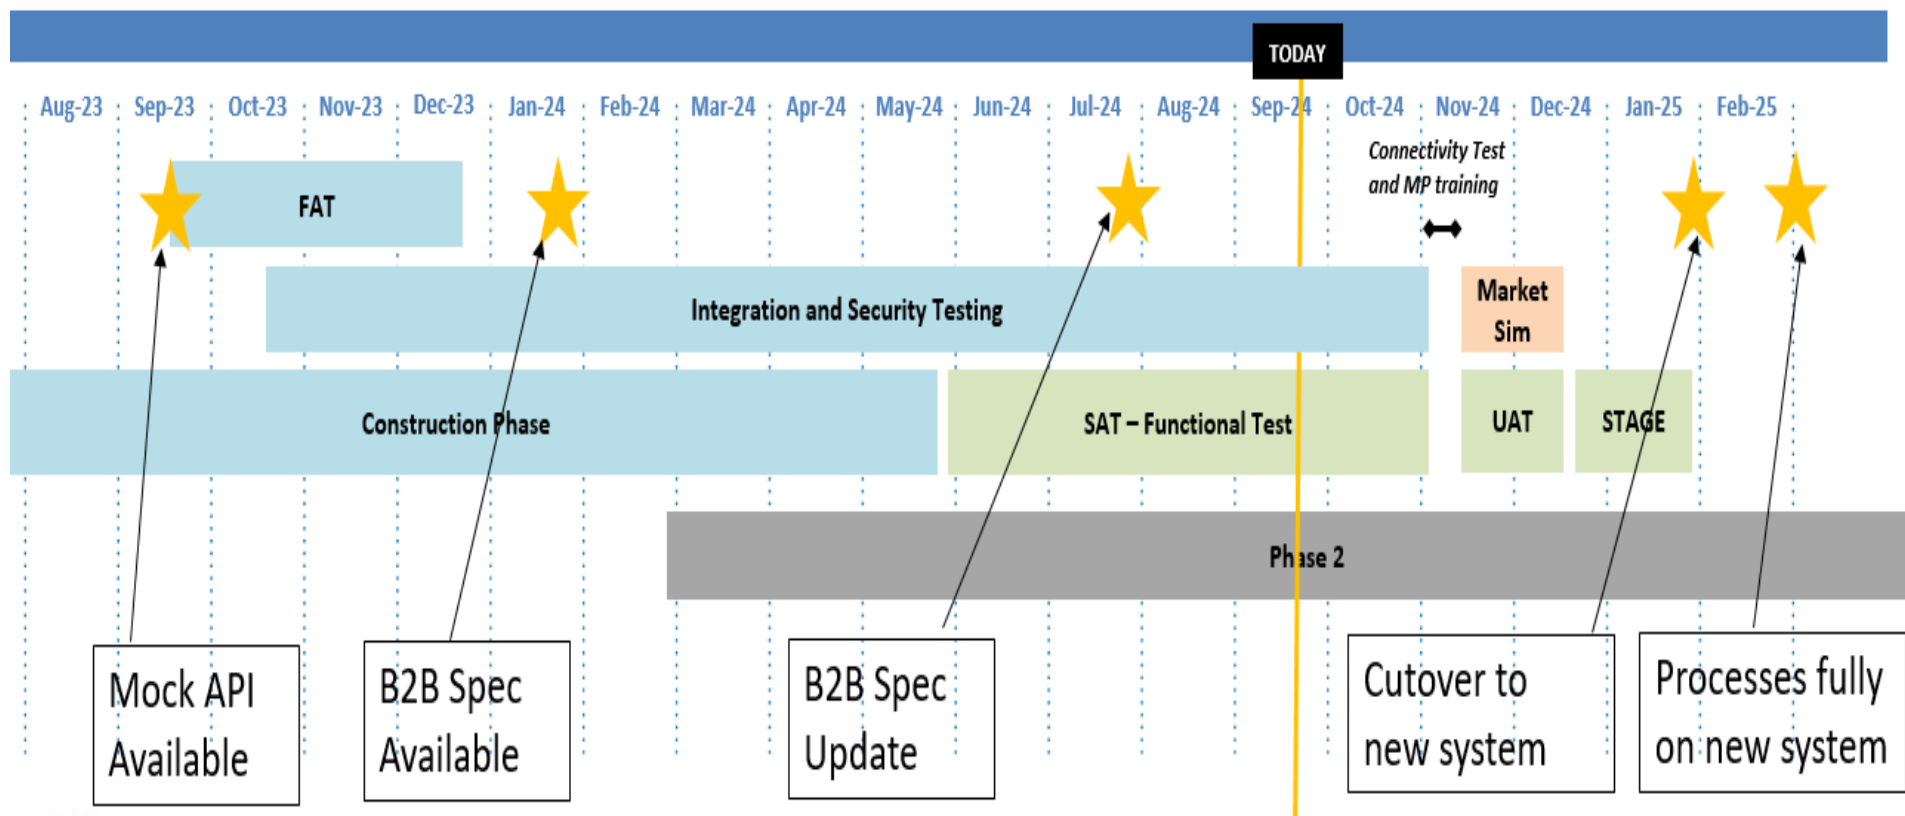 TODAY
Aug-23 Sep-23 Oct-23 Nov-23 Dec-23 Jan-24 Feb-24 Mar-24 Apr-24 May-24 Jun-24 Jul-24 Aug-24 Sep-24 Oct-24 Nov-24 Dec-24 Jan-25 Feb-25
Connectivity Test
and MP training
FAT
Integration and Security Testing
Market
Sim
Construction Phase
SAT – Functional Test
UAT
STAGE
Phase 2
Mock API
Available
B2B Spec
Available
B2B Spec
Update
Cutover to
new system
Processes fully
on new system